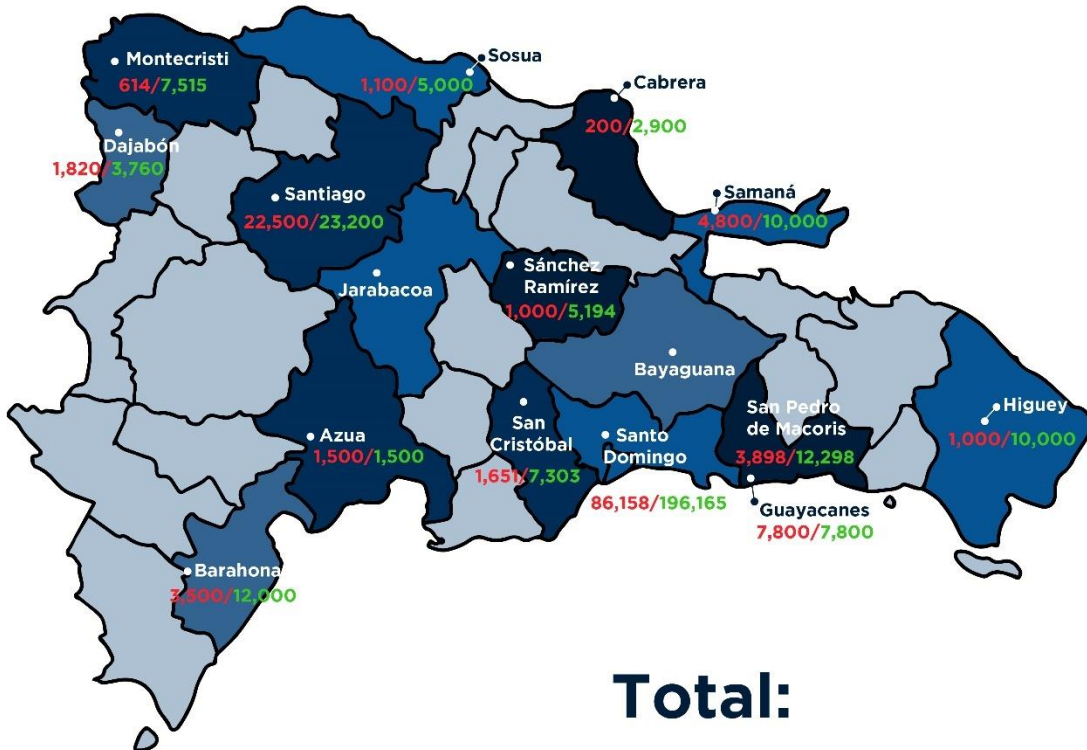 Montecristi
614/7,515
Sosua
1,100/5,000
Cabrera
200/2,900
Dajabón
1,820/3,760
Santiago
22,500/23,200
Samaná
4,800/10,000
Jarabacoa
Sánchez
Ramírez
1,000/5,194
Bayaguana
Azua
1,500/1,500
San
Cristóbal
1,651/7,303
Santo
Domingo
86,158/196,165
San Pedro
de Macoris
3,898/12,298
Higuey
1,000/10,000
Guayacanes
7,800/7,800
Barahona
3,500/12,000
Total: